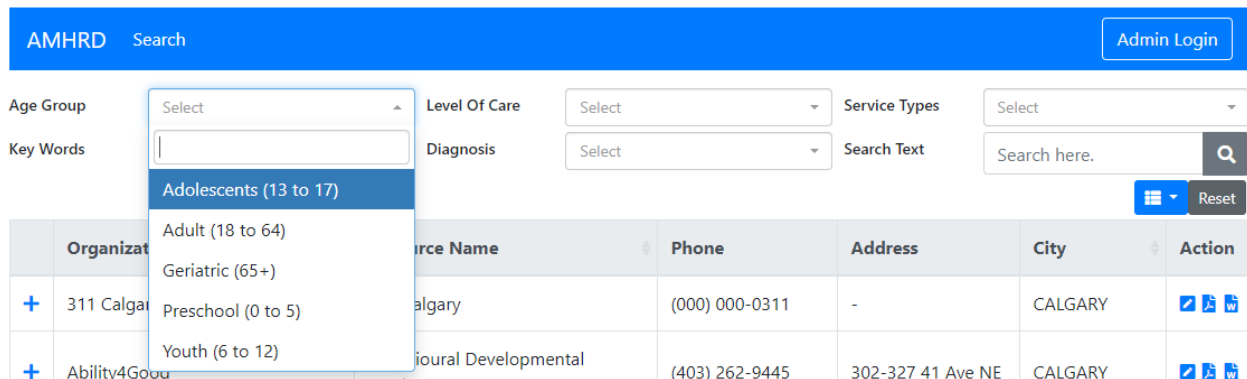 AMHRD Search Admin Login
Age Group Select Level Of Care Select Service Types Select
Key Words Diagnosis Select Search Text Search here.
Adolescents (13 to 17)
Reset
Adult (18 to 64)
Phone Address City Action
Geriatric (65+)
311 (000) 000-0311 - CALGARY
Preschool (0 to 5)
Youth (6 to 12)
Developmental
Ability4Good (403) 262-9445 302-327 41 Ave NE CALGARY